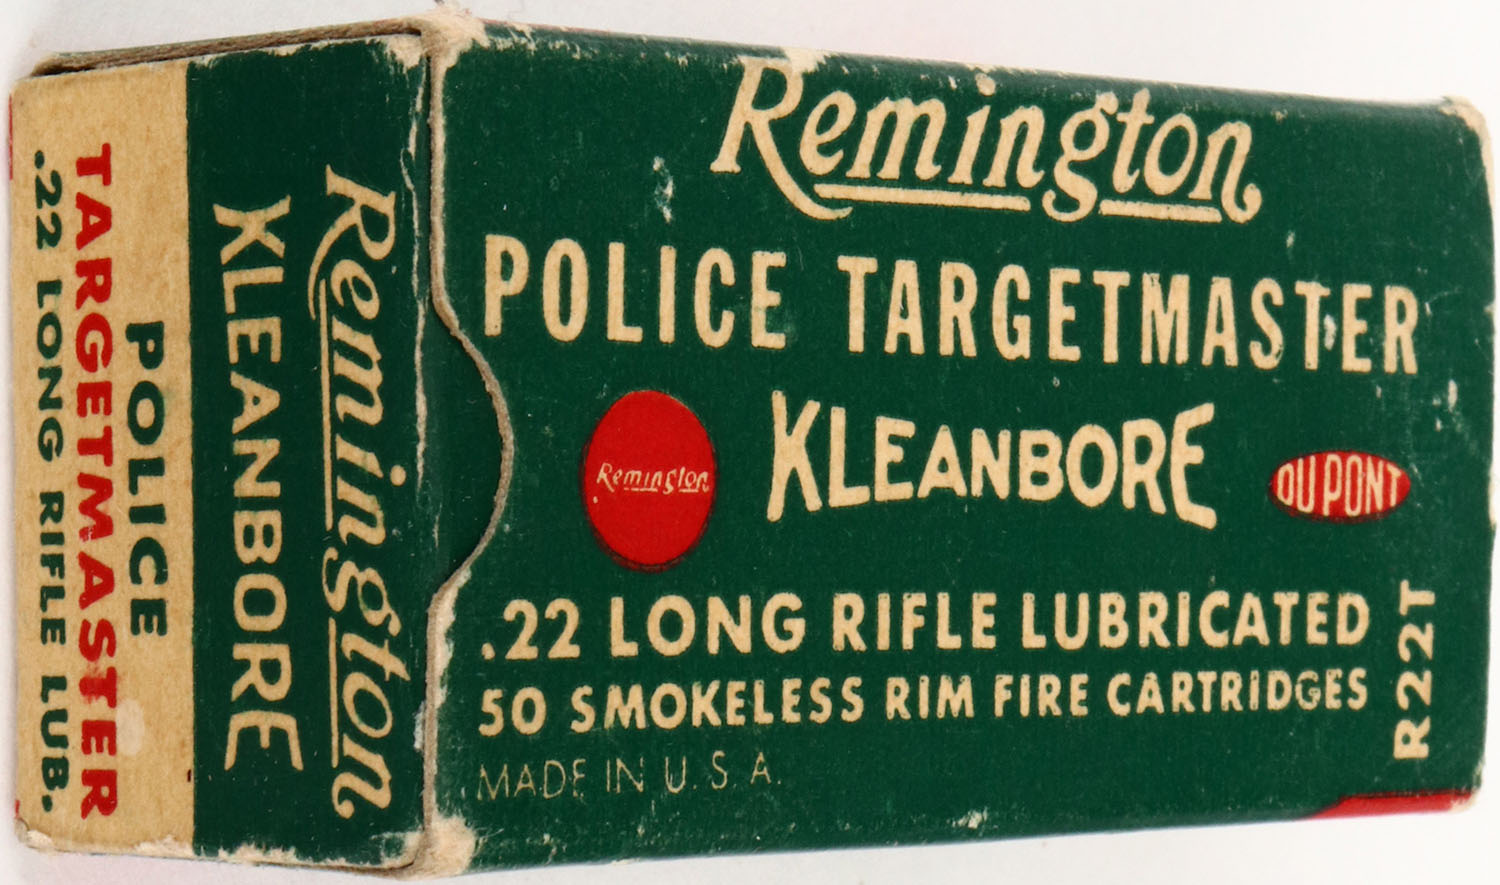 Remington
POLICE TARGETMASTER
Remington
KLEANBORE
DU PONT
.22 LONG RIFLE LUBRICATED
50 SMOKELESS RIM FIRE CARTRIDGES
MADE IN U.S.A.
R22T
Remington
KLEANBORE
POLICE
TARGETMASTER
.22 LONG RIFLE LUB.